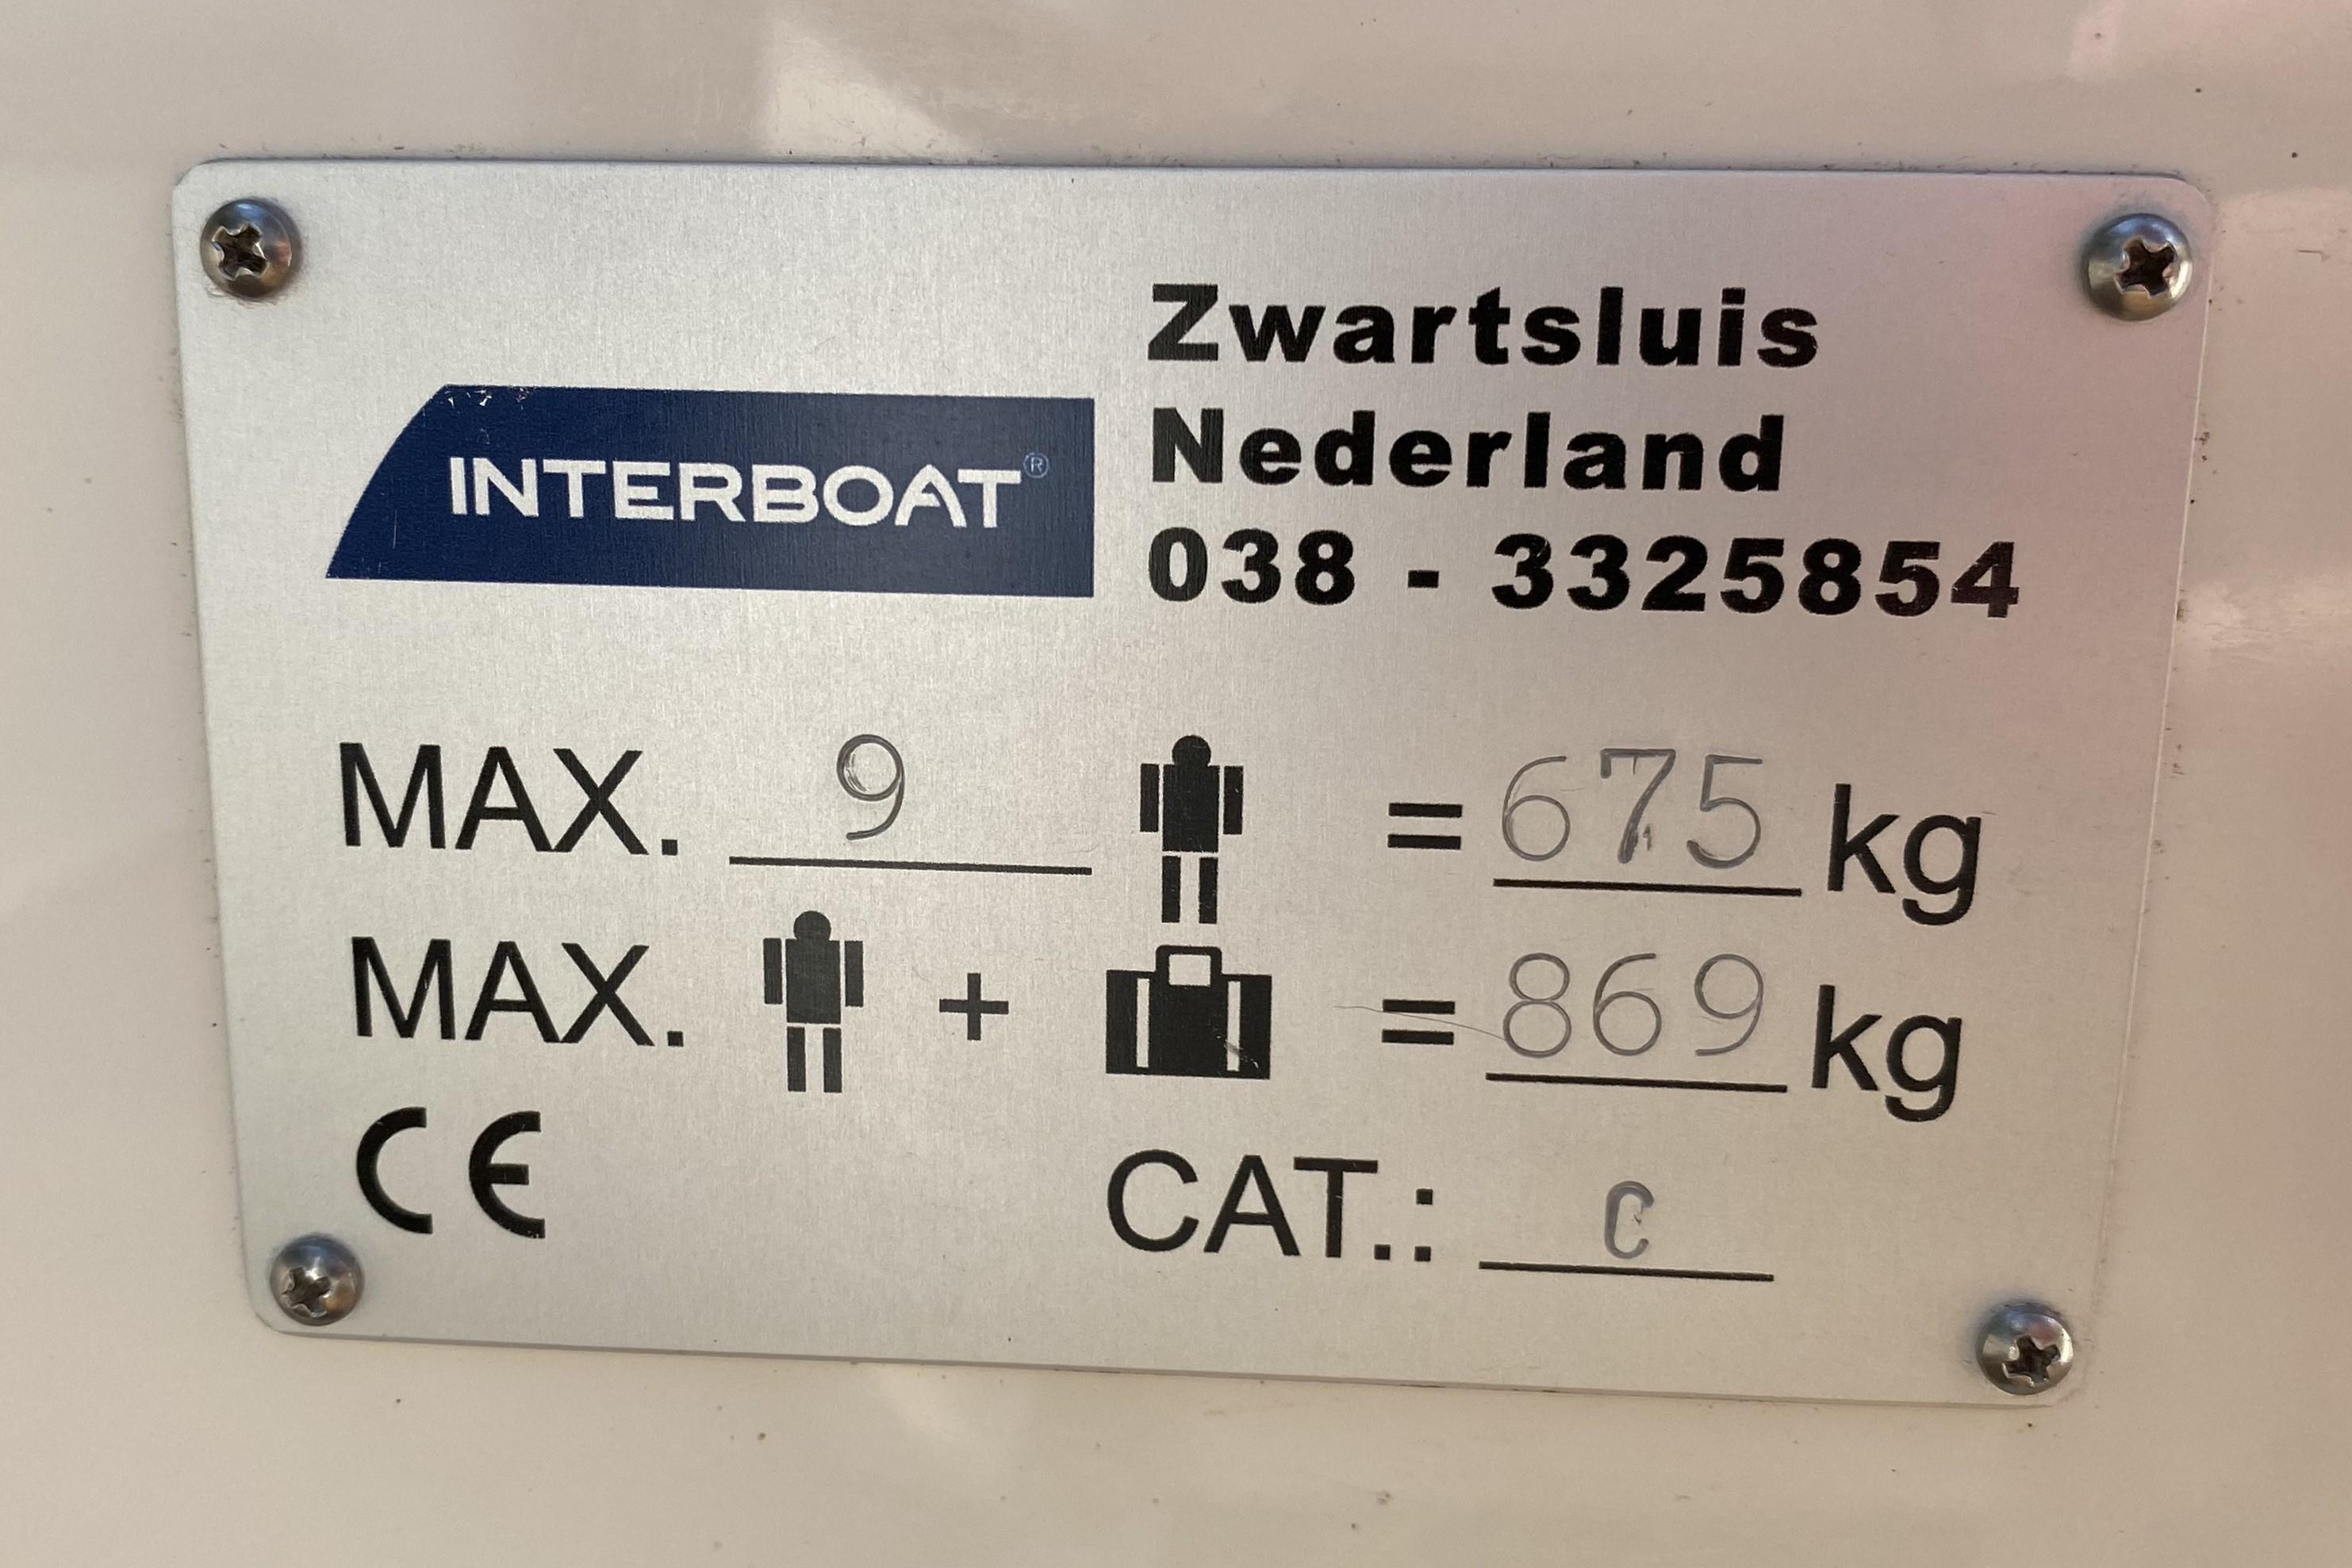 INTERBOAT®
Zwartsluis
Nederland
038 - 3325854
MAX. 9 = 675 kg
MAX. + = 869 kg
CE
CAT.: C